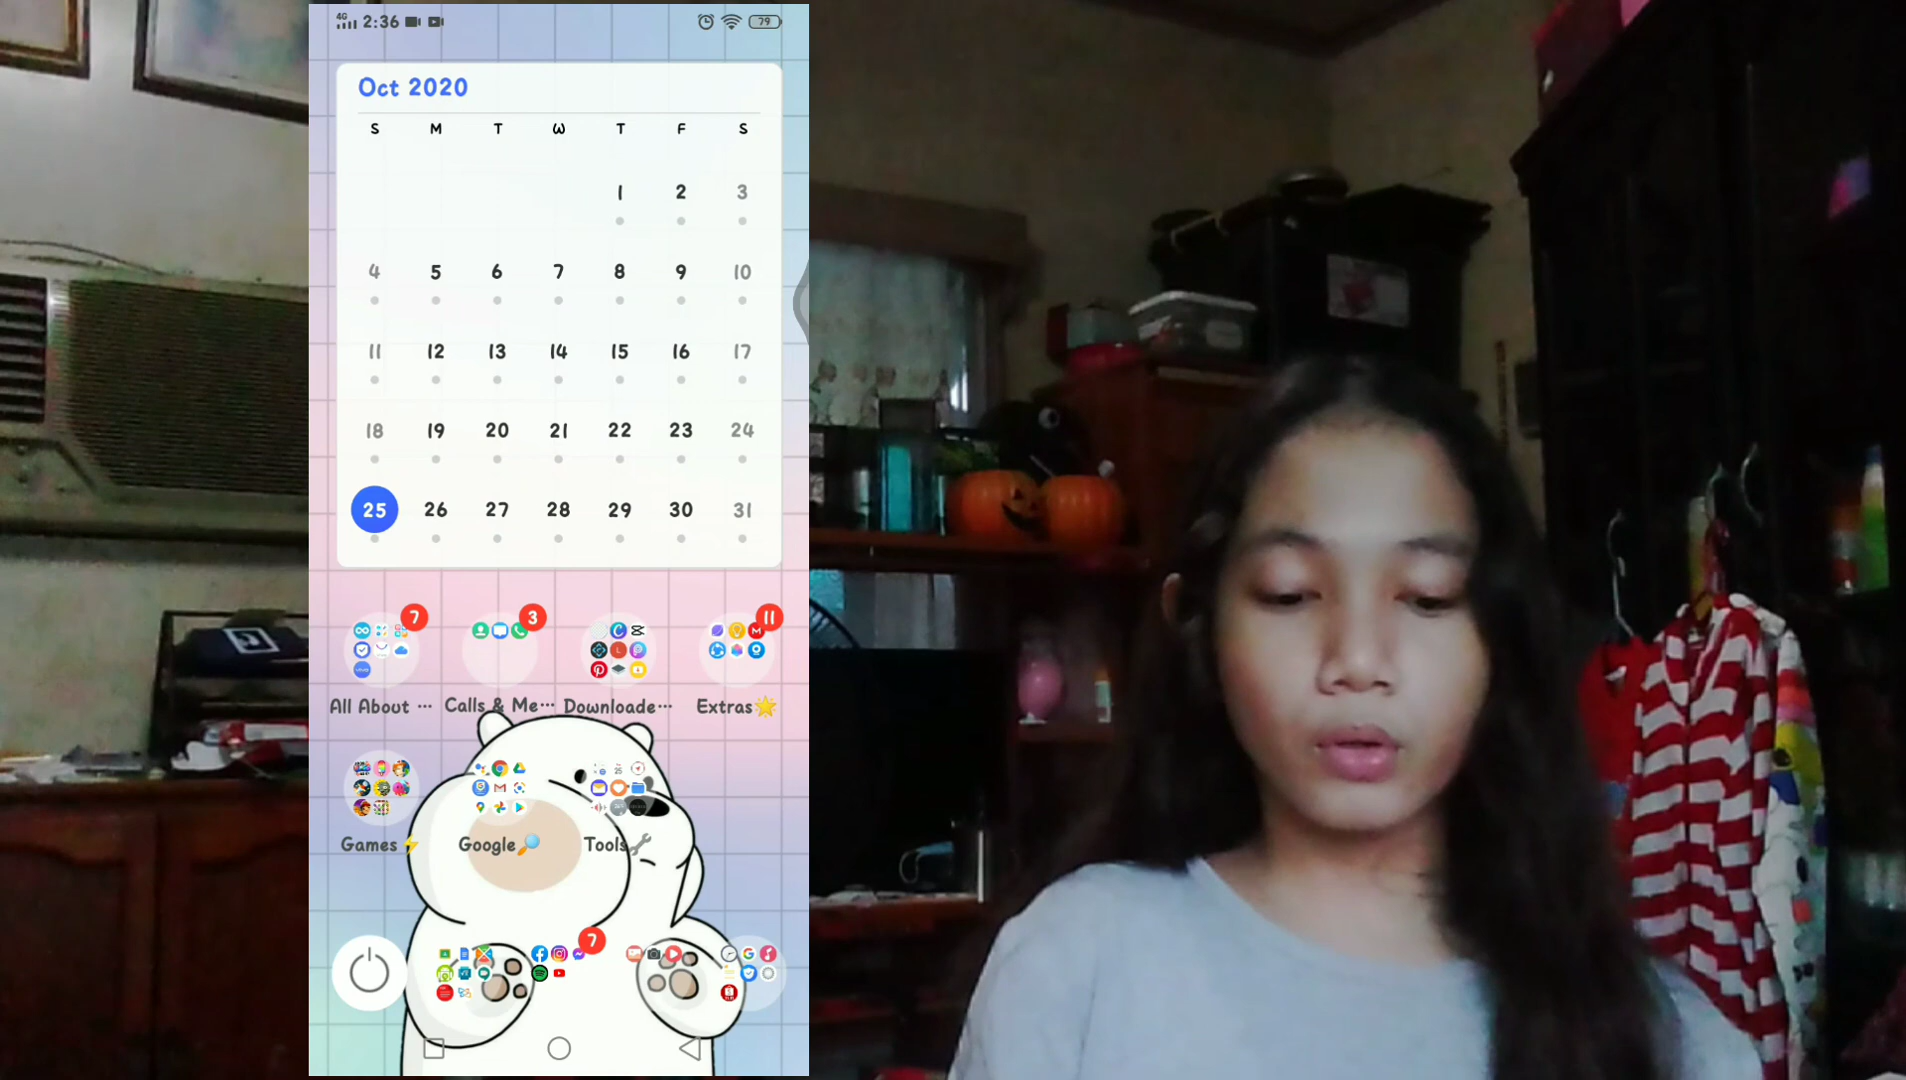 4G 2:36 79
Oct 2020
S M T W T F S
1 2 3
4 5 6 7 8 9 10
11 12 13 14 15 16 17
18 19 20 21 22 23 24
25 26 27 28 29 30 31
7 3 11
All About ··· Calls & Me··· Downloade··· Extras🌟
Games⚡ Google🔎 Tools🔧
7